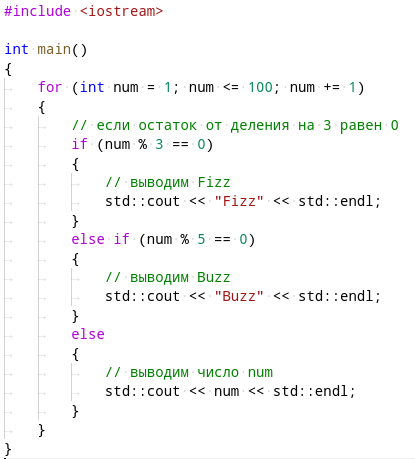 #include <iostream>

int main()
{
    for (int num = 1; num <= 100; num += 1)
    {
        // если остаток от деления на 3 равен 0
        if (num % 3 == 0)
        {
            // выводим Fizz
            std::cout << "Fizz" << std::endl;
        }
        else if (num % 5 == 0)
        {
            // выводим Buzz
            std::cout << "Buzz" << std::endl;
        }
        else
        {
            // выводим число num
            std::cout << num << std::endl;
        }
    }
}